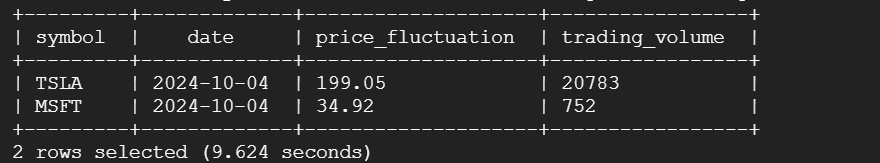 +---------+-------------+--------------------+-----------------+
| symbol | date | price_fluctuation | trading_volume |
+---------+-------------+--------------------+-----------------+
| TSLA | 2024-10-04 | 199.05 | 20783 |
| MSFT | 2024-10-04 | 34.92 | 752 |
+---------+-------------+--------------------+-----------------+
2 rows selected (9.624 seconds)